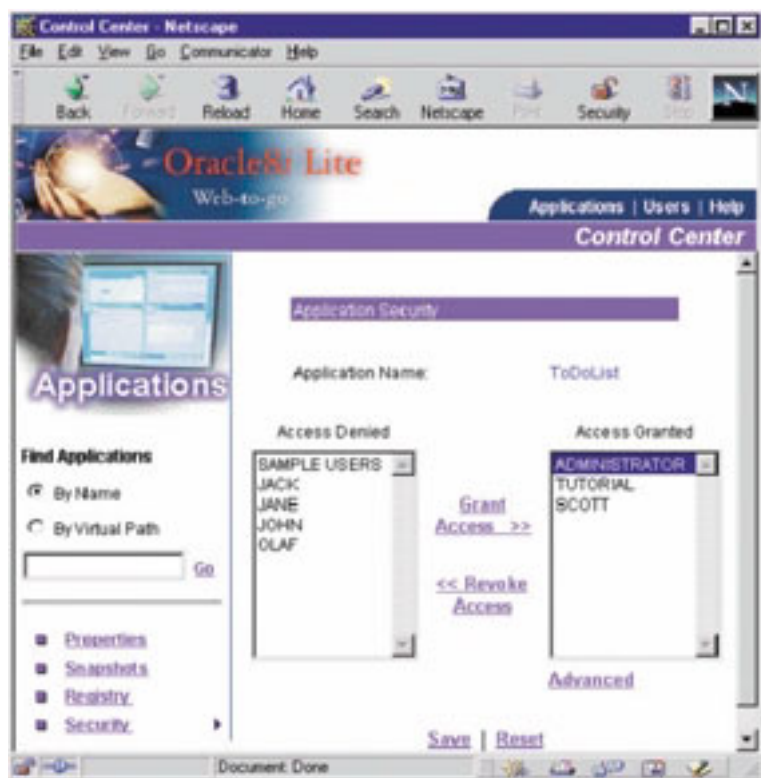 Control Center - Netscape
File Edit View Go Communicator Help
Back Forward Reload Home Search Netscape Print Security Stop
Oracle8i Lite
Web-to-go
Applications | Users | Help
Control Center
Applications
Application Security
Application Name: ToDoList
Access Denied
Access Granted
Find Applications
By Name
By Virtual Path
Go
SAMPLE USERS
JACK
JANE
JOHN
OLAF
Grant
Access >>
<< Revoke
Access
ADMINISTRATOR
TUTORIAL
SCOTT
Advanced
Properties
Snapshots
Registry
Security
Save | Reset
Document: Done